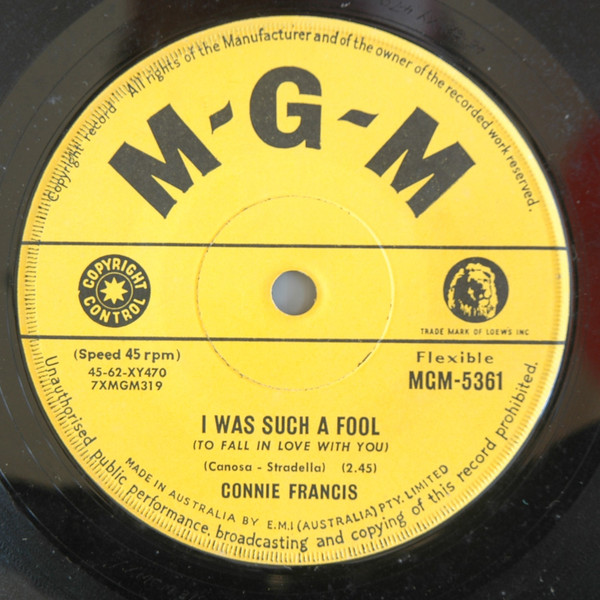 Copyright record All rights of the Manufacturer and of the owner of the recorded work reserved.
M-G-M
COPYRIGHT
CONTROL
TRADE MARK OF LOEW'S INC
(Speed 45 rpm)
45-62-XY470
7XMGM319
Flexible
MGM-5361
I WAS SUCH A FOOL
(TO FALL IN LOVE WITH YOU)
(Canosa - Stradella) (2.45)
CONNIE FRANCIS
MADE IN AUSTRALIA BY E.M.I (AUSTRALIA) PTY. LIMITED
Unauthorised public performance, broadcasting and copying of this record prohibited.